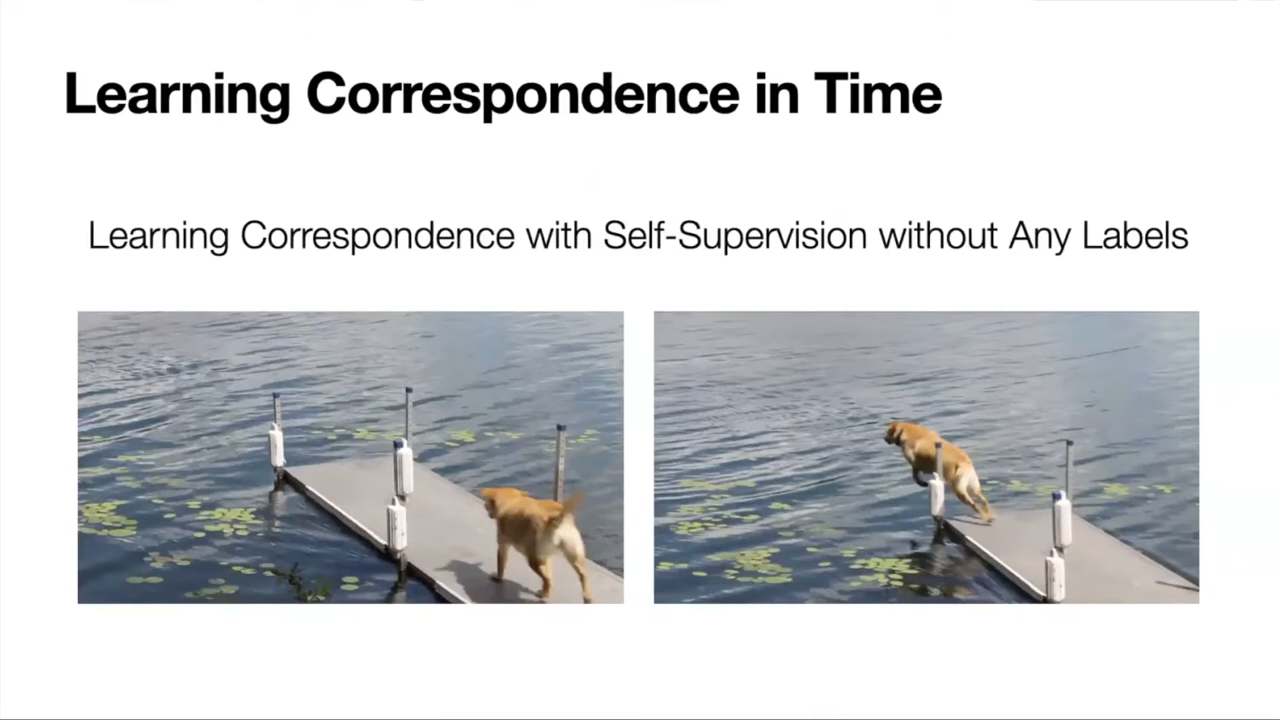 Learning Correspondence in Time
Learning Correspondence with Self-Supervision without Any Labels